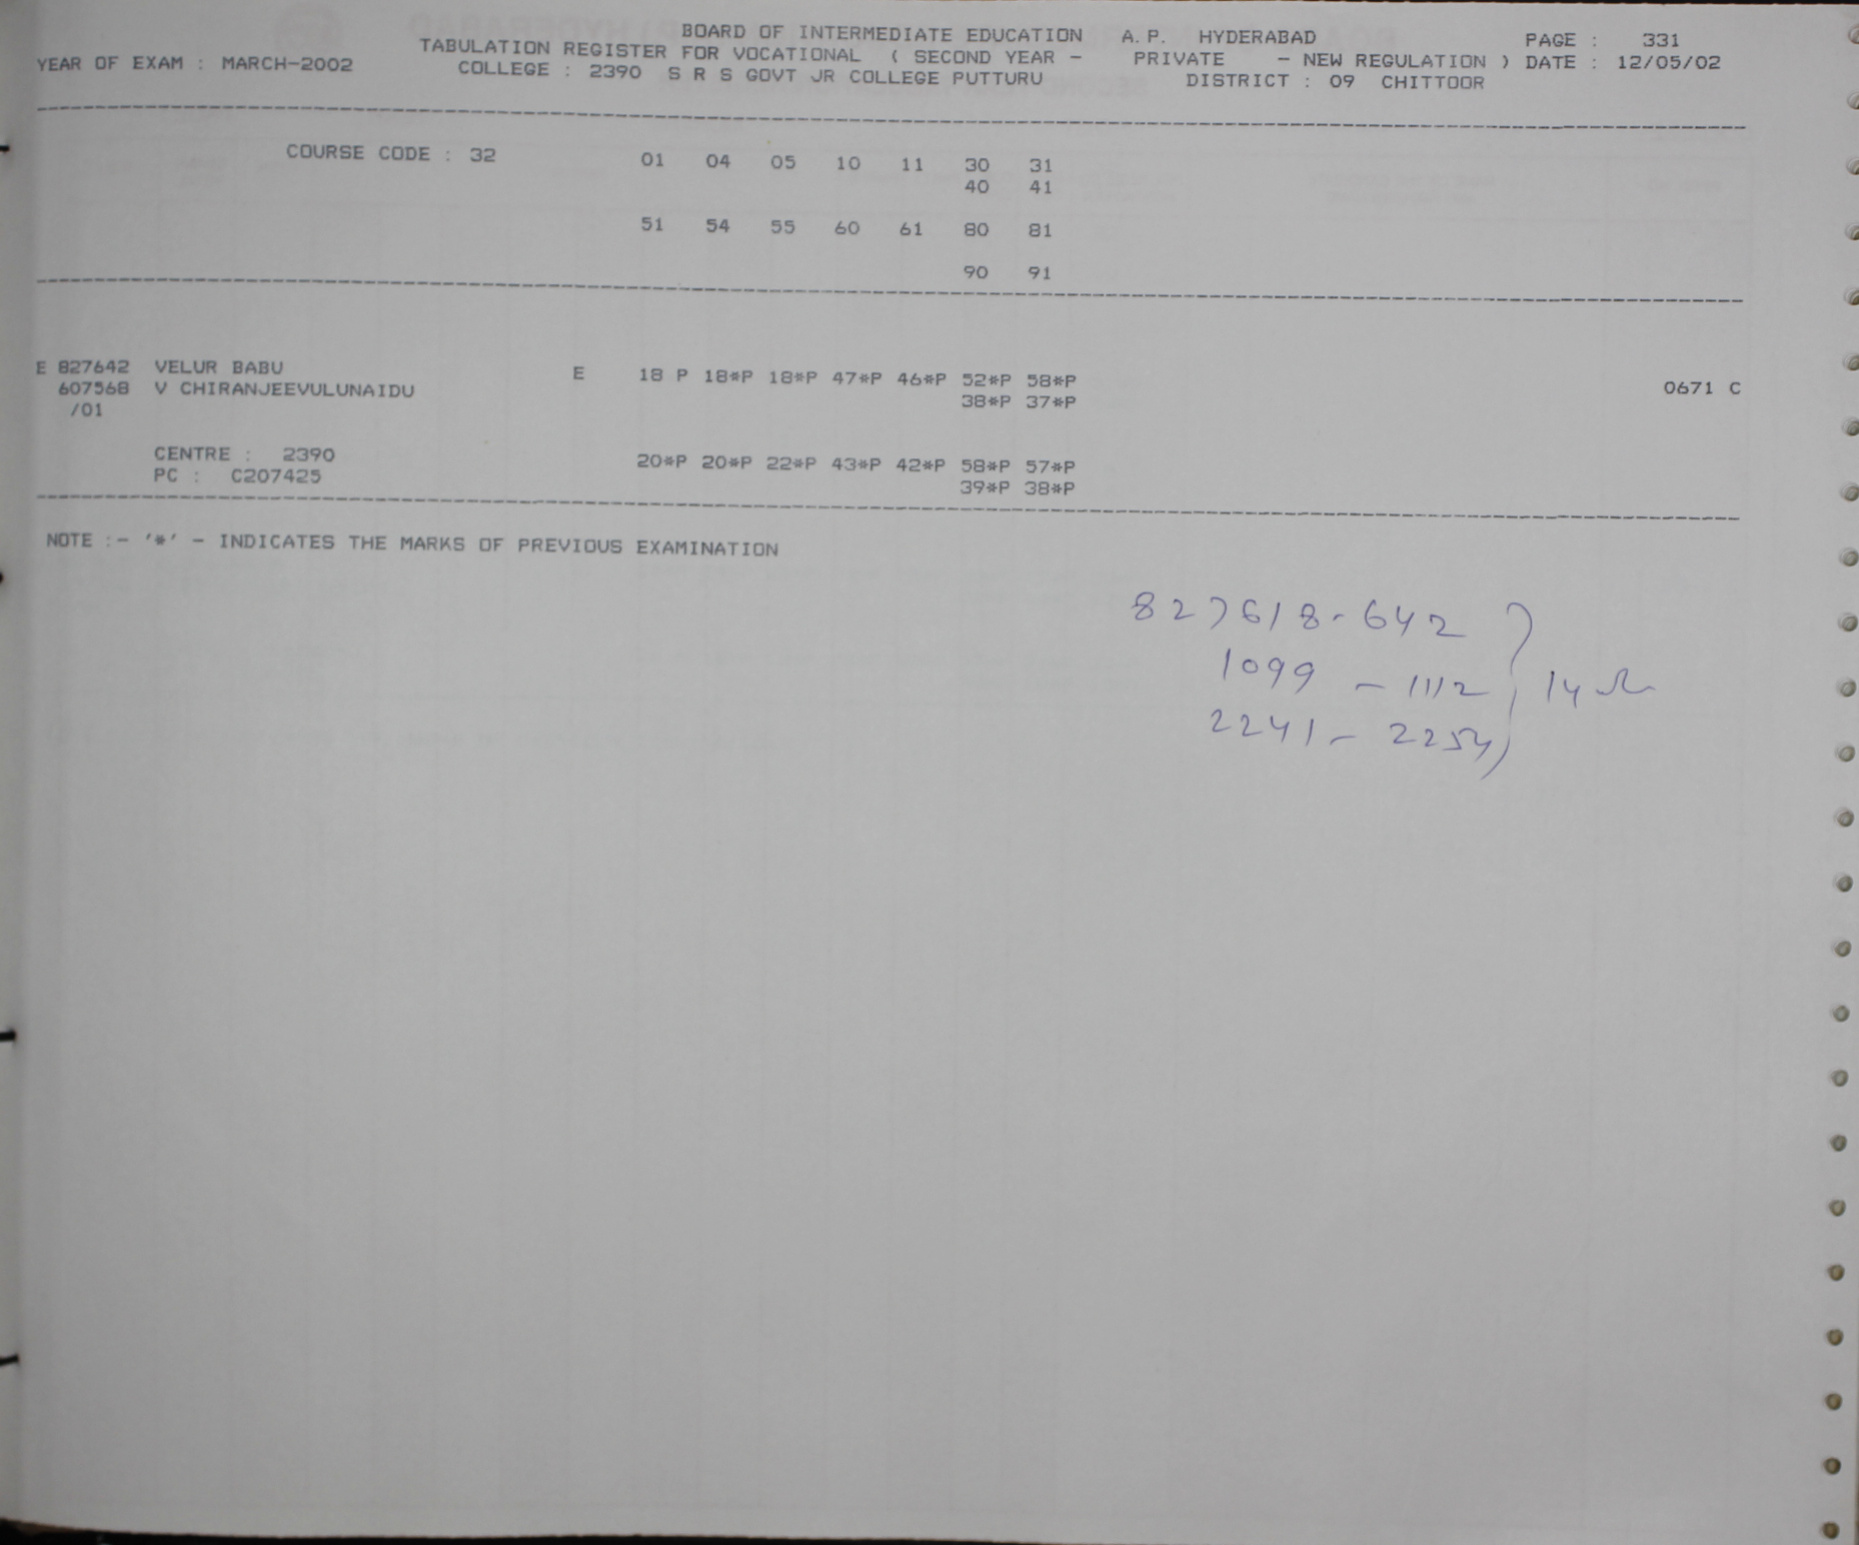 BOARD OF INTERMEDIATE EDUCATION A.P. HYDERABAD PAGE : 331
YEAR OF EXAM : MARCH-2002 TABULATION REGISTER FOR VOCATIONAL ( SECOND YEAR - PRIVATE - NEW REGULATION ) DATE : 12/05/02
COLLEGE : 2390 S R S GOVT JR COLLEGE PUTTURU DISTRICT : 09 CHITTOOR
COURSE CODE : 32 01 04 05 10 11 30 31
40 41
51 54 55 60 61 80 81
90 91
E 827642 VELUR BABU E 18 P 18*P 18*P 47*P 46*P 52*P 58*P
607568 V CHIRANJEEVULUNAIDU 38*P 37*P 0671 C
/01
CENTRE : 2390 20*P 20*P 22*P 43*P 42*P 58*P 57*P
PC : C207425 39*P 38*P
NOTE :- '*' - INDICATES THE MARKS OF PREVIOUS EXAMINATION
827618-642
1099 - 1112 14
2241 - 2254